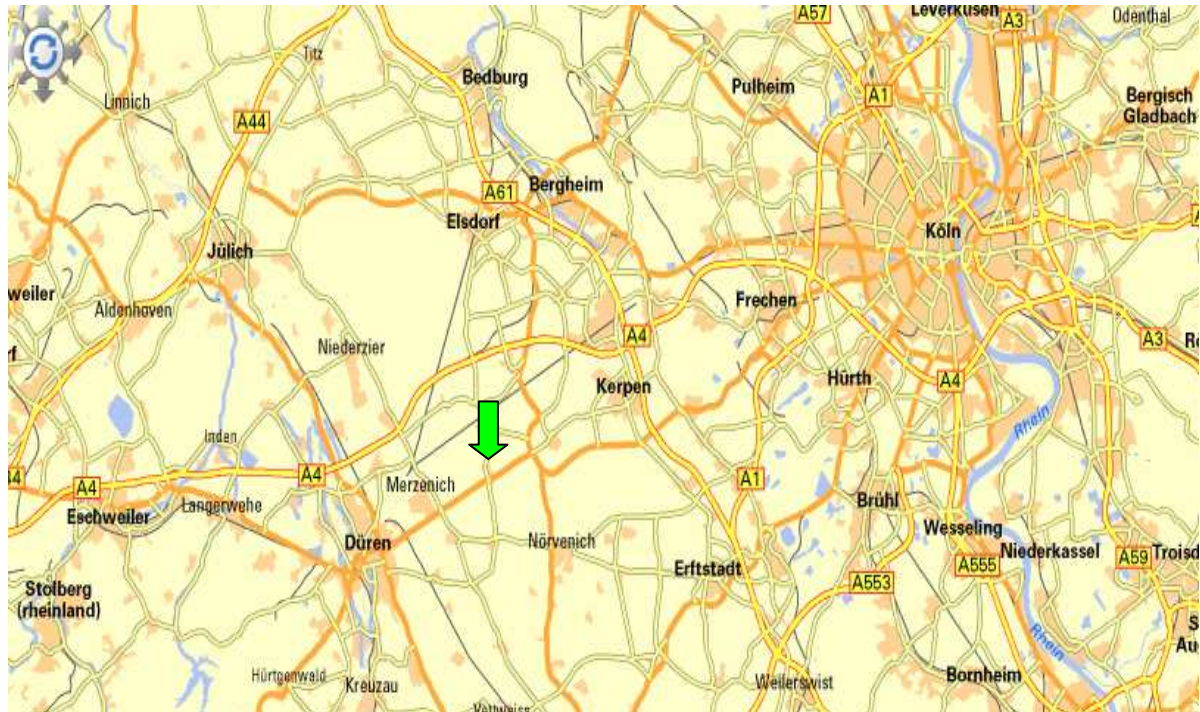 A57
Leverkusen
A3
Odenthal
Titz
Bedburg
Pulheim
A1
Bergisch
Gladbach
Linnich
A44
A61
Bergheim
Elsdorf
Köln
Jülich
weiler
Aldenhoven
Frechen
Niederzier
A4
A3
Kerpen
Hürth
A4
Rhein
Inden
A4
A4
Merzenich
A1
Langerwehe
Brühl
Eschweiler
Wesseling
Düren
Nörvenich
Niederkassel
A59
Erftstadt
A555
A553
Stolberg
(rheinland)
Rhein
Hürtgenwald
Kreuzau
Weilerswist
Bornheim